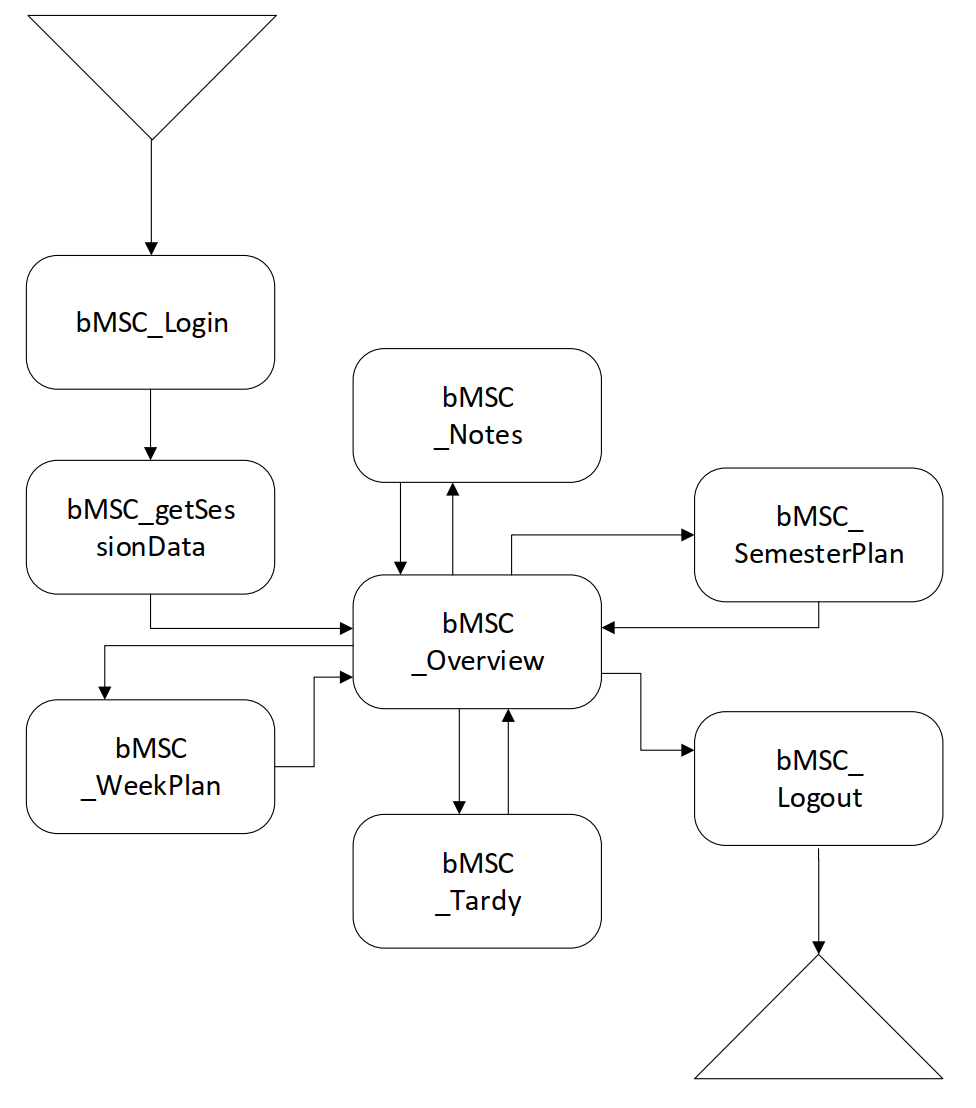 bMSC_Login
bMSC
_Notes
bMSC_getSes
sionData
bMSC_
SemesterPlan
bMSC
_Overview
bMSC
_WeekPlan
bMSC_
Logout
bMSC
_Tardy